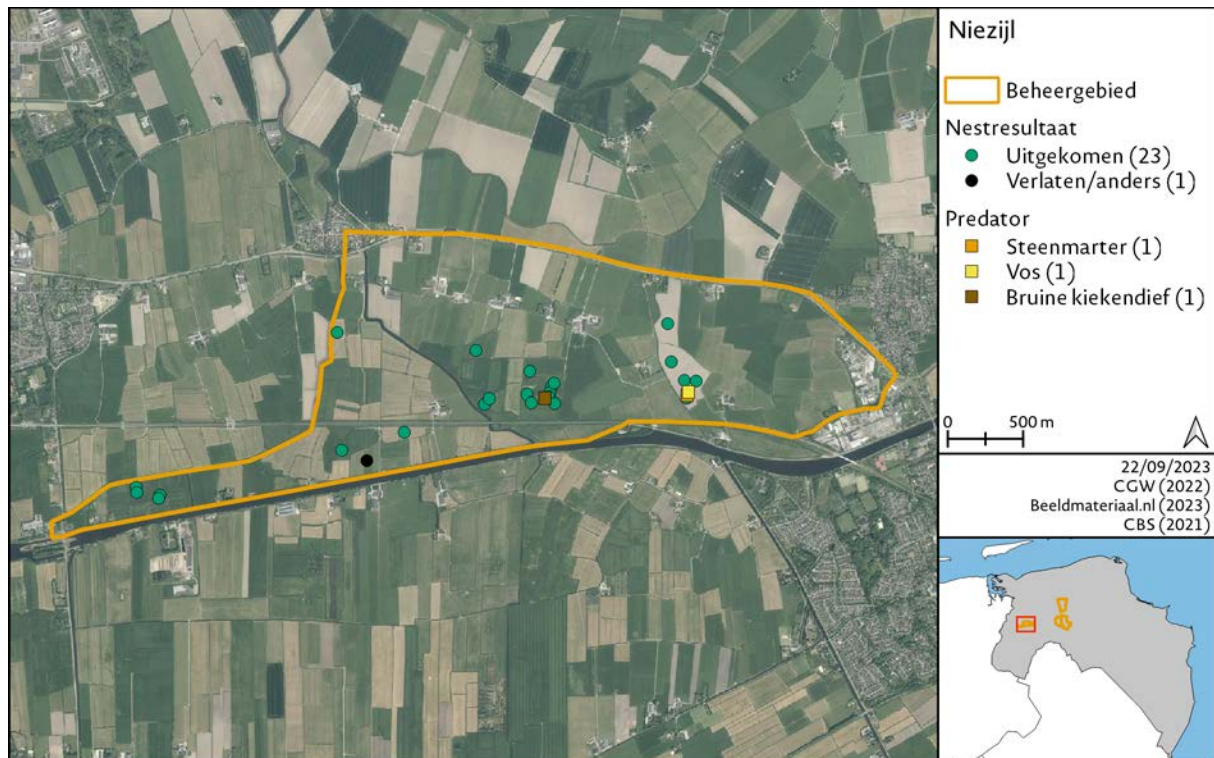 Niezijl
Beheergebied
Nestresultaat
Uitgekomen (23)
Verlaten/anders (1)
Predator
Steenmarter (1)
Vos (1)
Bruine kiekendief (1)
0 500 m
22/09/2023
CGW (2022)
Beeldmateriaal.nl (2023)
CBS (2021)